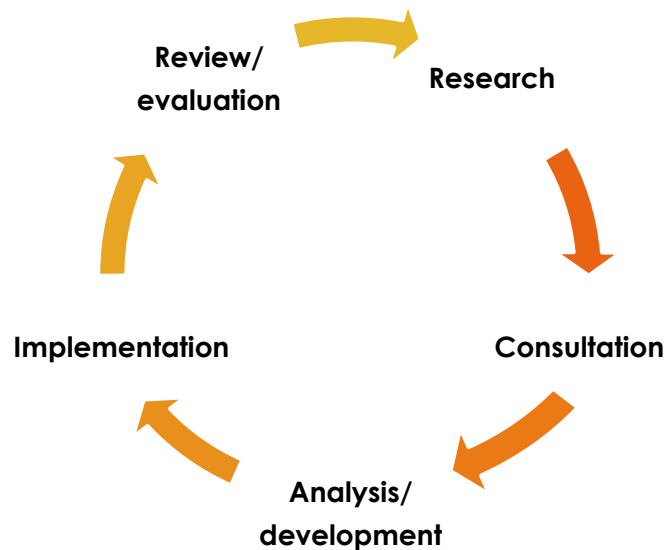 Review/
evaluation
Research
Implementation
Consultation
Analysis/
development